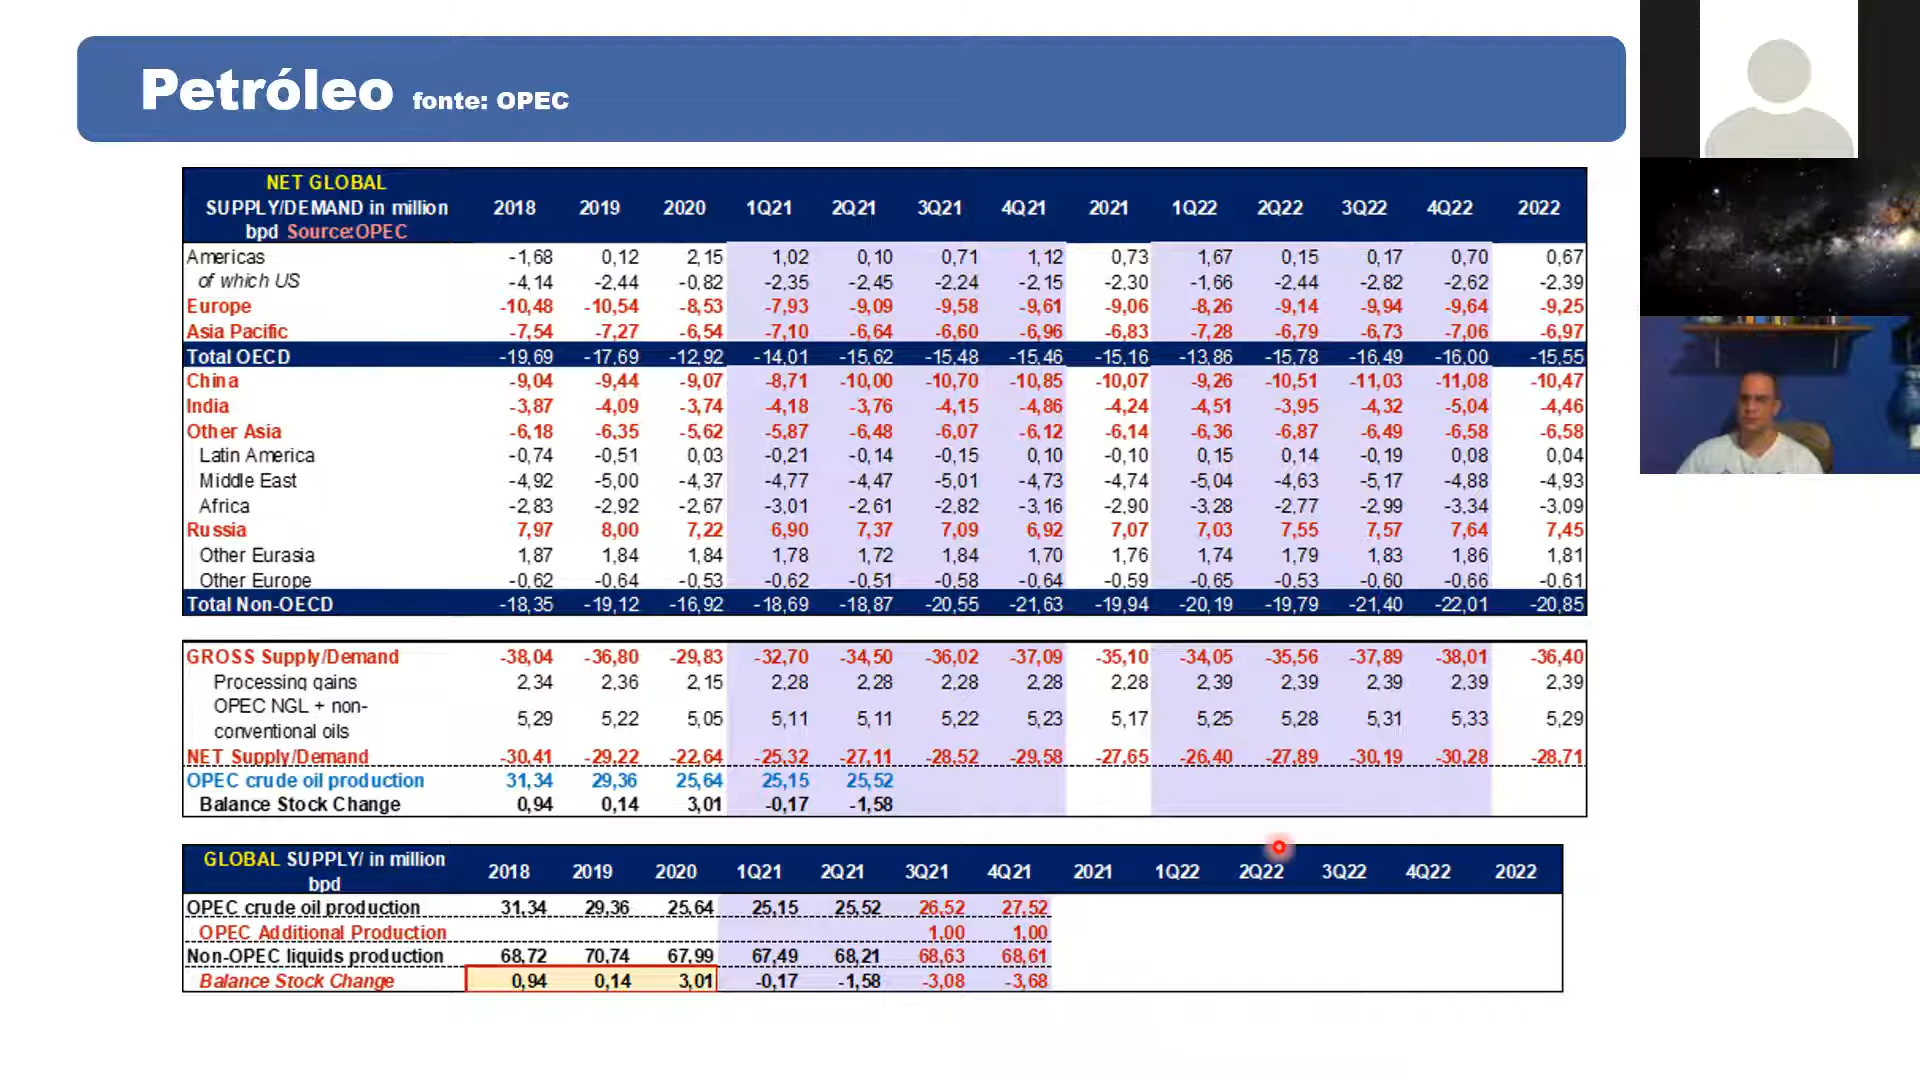 Petróleo fonte: OPEC
NET GLOBAL
SUPPLY/DEMAND in million 2018 2019 2020 1Q21 2Q21 3Q21 4Q21 2021 1Q22 2Q22 3Q22 4Q22 2022
bpd Source:OPEC
Americas -1,68 0,12 2,15 1,02 0,10 0,71 1,12 0,73 1,67 0,15 0,17 0,70 0,67
of which US -4,14 -2,44 -0,82 -2,35 -2,45 -2,24 -2,15 -2,30 -1,66 -2,44 -2,82 -2,62 -2,39
Europe -10,48 -10,54 -8,53 -7,93 -9,09 -9,58 -9,61 -9,06 -8,26 -9,14 -9,94 -9,64 -9,25
Asia Pacific -7,54 -7,27 -6,54 -7,10 -6,64 -6,60 -6,96 -6,83 -7,28 -6,79 -6,73 -7,06 -6,97
Total OECD -19,69 -17,69 -12,92 -14,01 -15,62 -15,48 -15,46 -15,16 -13,86 -15,78 -16,49 -16,00 -15,55
China -9,04 -9,44 -9,07 -8,71 -10,00 -10,70 -10,85 -10,07 -9,26 -10,51 -11,03 -11,08 -10,47
India -3,87 -4,09 -3,74 -4,18 -3,76 -4,15 -4,86 -4,24 -4,51 -3,95 -4,32 -5,04 -4,46
Other Asia -6,18 -6,35 -5,62 -5,87 -6,48 -6,07 -6,12 -6,14 -6,36 -6,87 -6,49 -6,58 -6,58
Latin America -0,74 -0,51 0,03 -0,21 -0,14 -0,15 0,10 -0,10 0,15 0,14 -0,19 0,08 0,04
Middle East -4,92 -5,00 -4,37 -4,77 -4,47 -5,01 -4,73 -4,74 -5,04 -4,63 -5,17 -4,88 -4,93
Africa -2,83 -2,92 -2,67 -3,01 -2,61 -2,82 -3,16 -2,90 -3,28 -2,77 -2,99 -3,34 -3,09
Russia 7,97 8,00 7,22 6,90 7,37 7,09 6,92 7,07 7,03 7,55 7,57 7,64 7,45
Other Eurasia 1,87 1,84 1,84 1,78 1,72 1,84 1,70 1,76 1,74 1,79 1,83 1,86 1,81
Other Europe -0,62 -0,64 -0,53 -0,62 -0,51 -0,58 -0,64 -0,59 -0,65 -0,53 -0,60 -0,66 -0,61
Total Non-OECD -18,35 -19,12 -16,92 -18,69 -18,87 -20,55 -21,63 -19,94 -20,19 -19,79 -21,40 -22,01 -20,85
GROSS Supply/Demand -38,04 -36,80 -29,83 -32,70 -34,50 -36,02 -37,09 -35,10 -34,05 -35,56 -37,89 -38,01 -36,40
Processing gains 2,34 2,36 2,15 2,28 2,28 2,28 2,28 2,28 2,39 2,39 2,39 2,39 2,39
OPEC NGL + non-
conventional oils 5,29 5,22 5,05 5,11 5,11 5,22 5,23 5,17 5,25 5,28 5,31 5,33 5,29
NET Supply/Demand -30,41 -29,22 -22,64 -25,32 -27,11 -28,52 -29,58 -27,65 -26,40 -27,89 -30,19 -30,28 -28,71
OPEC crude oil production 31,34 29,36 25,64 25,15 25,52
Balance Stock Change 0,94 0,14 3,01 -0,17 -1,58
GLOBAL SUPPLY/ in million
bpd 2018 2019 2020 1Q21 2Q21 3Q21 4Q21 2021 1Q22 2Q22 3Q22 4Q22 2022
OPEC crude oil production 31,34 29,36 25,64 25,15 25,52 26,52 27,52
OPEC Additional Production 1,00 1,00
Non-OPEC liquids production 68,72 70,74 67,99 67,49 68,21 68,63 68,61
Balance Stock Change 0,94 0,14 3,01 -0,17 -1,58 -3,08 -3,68